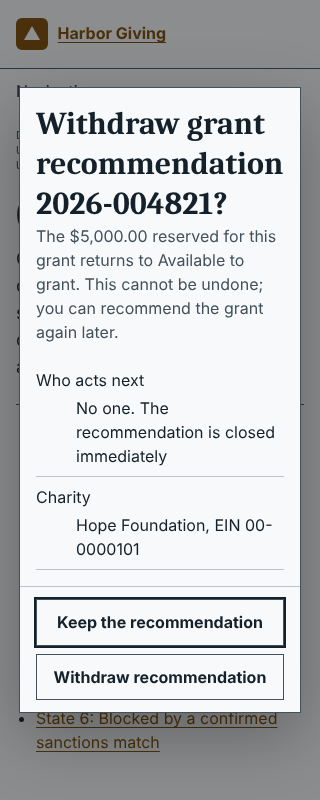 Harbor Giving
Withdraw grant
recommendation
2026-004821?
The $5,000.00 reserved for this
grant returns to Available to
grant. This cannot be undone;
you can recommend the grant
again later.
Who acts next
No one. The
recommendation is closed
immediately
Charity
Hope Foundation, EIN 00-
0000101
Keep the recommendation
Withdraw recommendation
State 6: Blocked by a confirmed
sanctions match